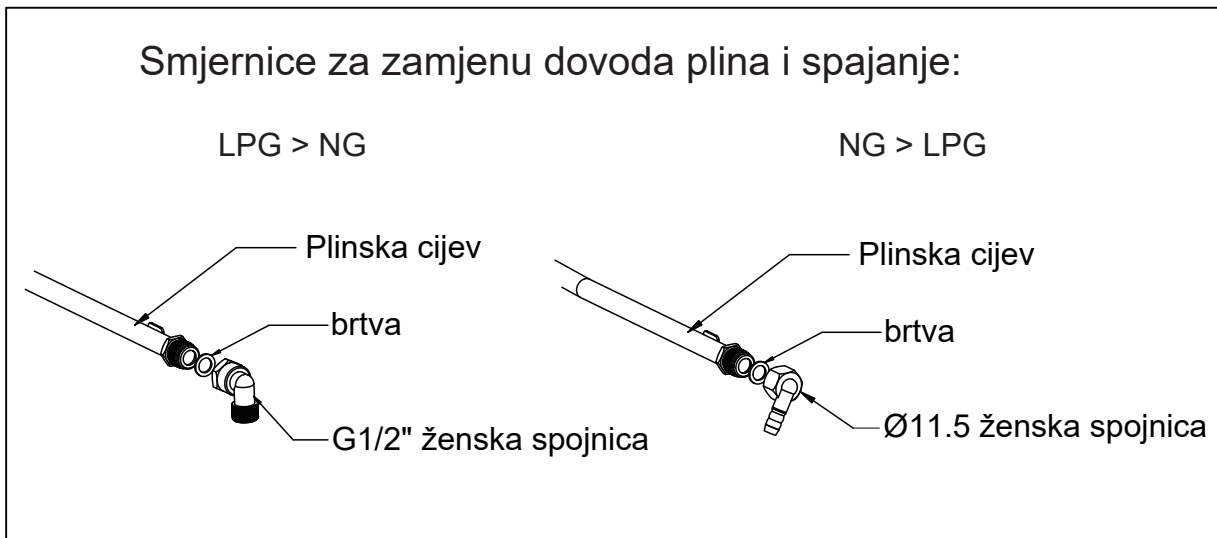 Smjernice za zamjenu dovoda plina i spajanje:
LPG > NG
Plinska cijev
brtva
G1/2" ženska spojnica
NG > LPG
Plinska cijev
brtva
Ø11.5 ženska spojnica